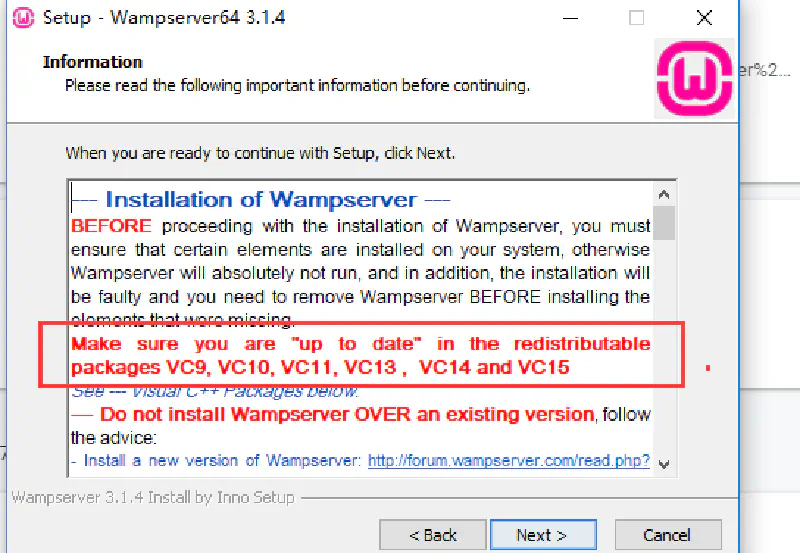 Setup - Wampserver64 3.1.4
Information
Please read the following important information before continuing.
er%2...
When you are ready to continue with Setup, click Next.
--- Installation of Wampserver ---
BEFORE proceeding with the installation of Wampserver, you must
ensure that certain elements are installed on your system, otherwise
Wampserver will absolutely not run, and in addition, the installation will
be faulty and you need to remove Wampserver BEFORE installing the
elements that were missing.
Make sure you are "up to date" in the redistributable
packages VC9, VC10, VC11, VC13 , VC14 and VC15
See --- Visual C++ Packages below.
--- Do not install Wampserver OVER an existing version, follow
the advice:
- Install a new version of Wampserver: http://forum.wampserver.com/read.php?
Wampserver 3.1.4 Install by Inno Setup
< Back
Next >
Cancel